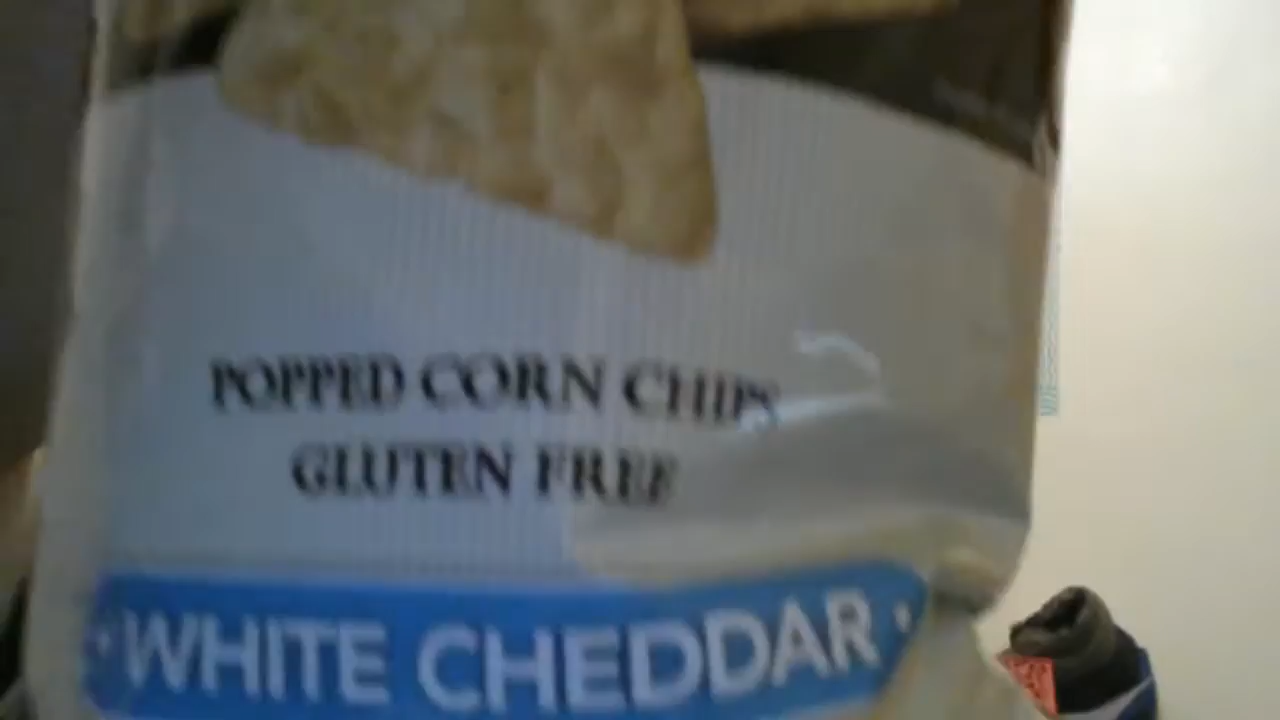 POPPED CORN CHIPS
GLUTEN FREE
• WHITE CHEDDAR •